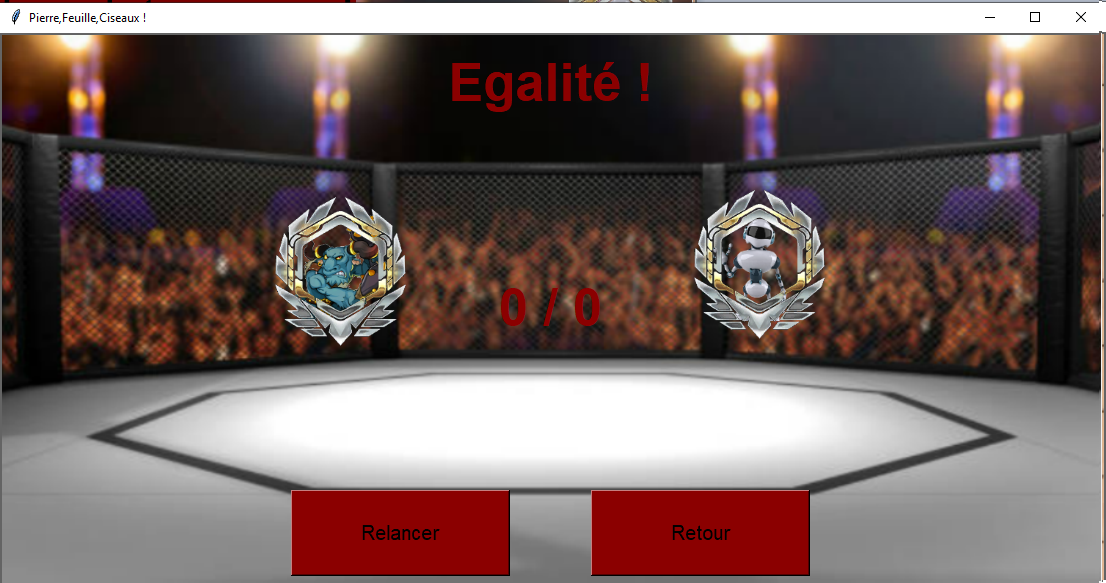 Pierre,Feuille,Ciseaux !
Egalité !
0 / 0
Relancer
Retour